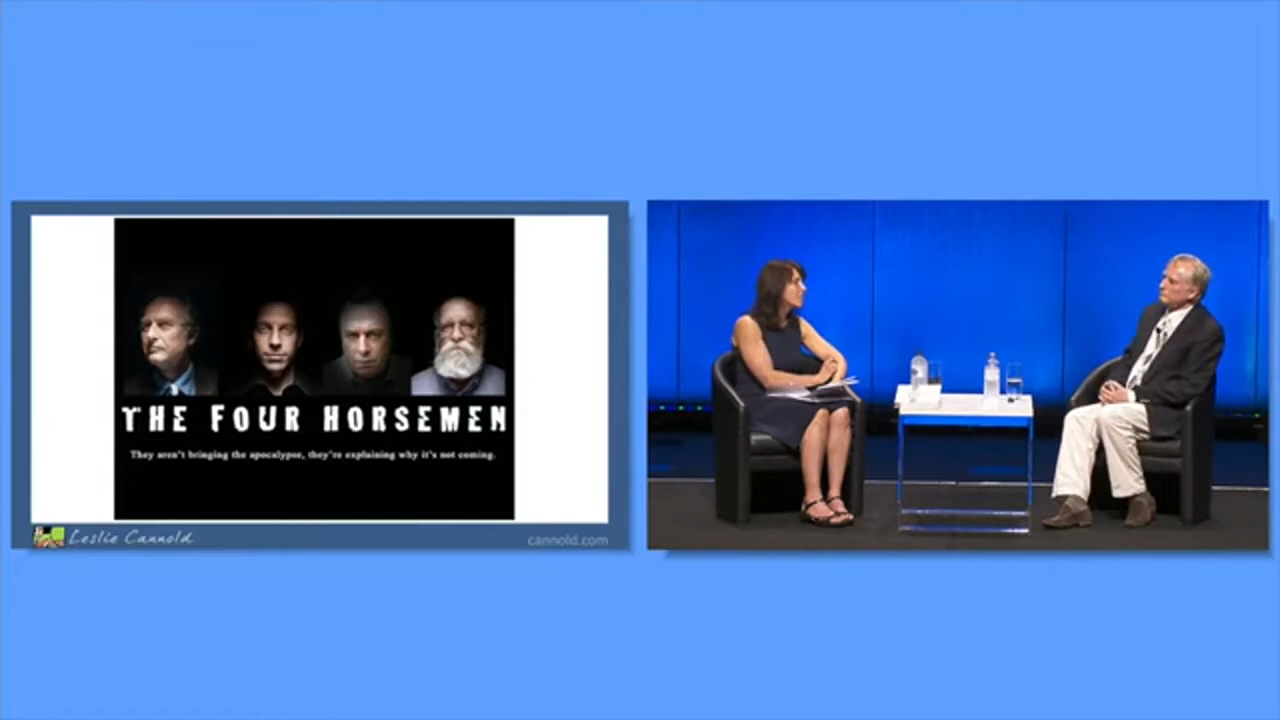 THE FOUR HORSEMEN
They aren't bringing the apocalypse, they're explaining why it's not coming.
Leslie Cannold
cannold.com